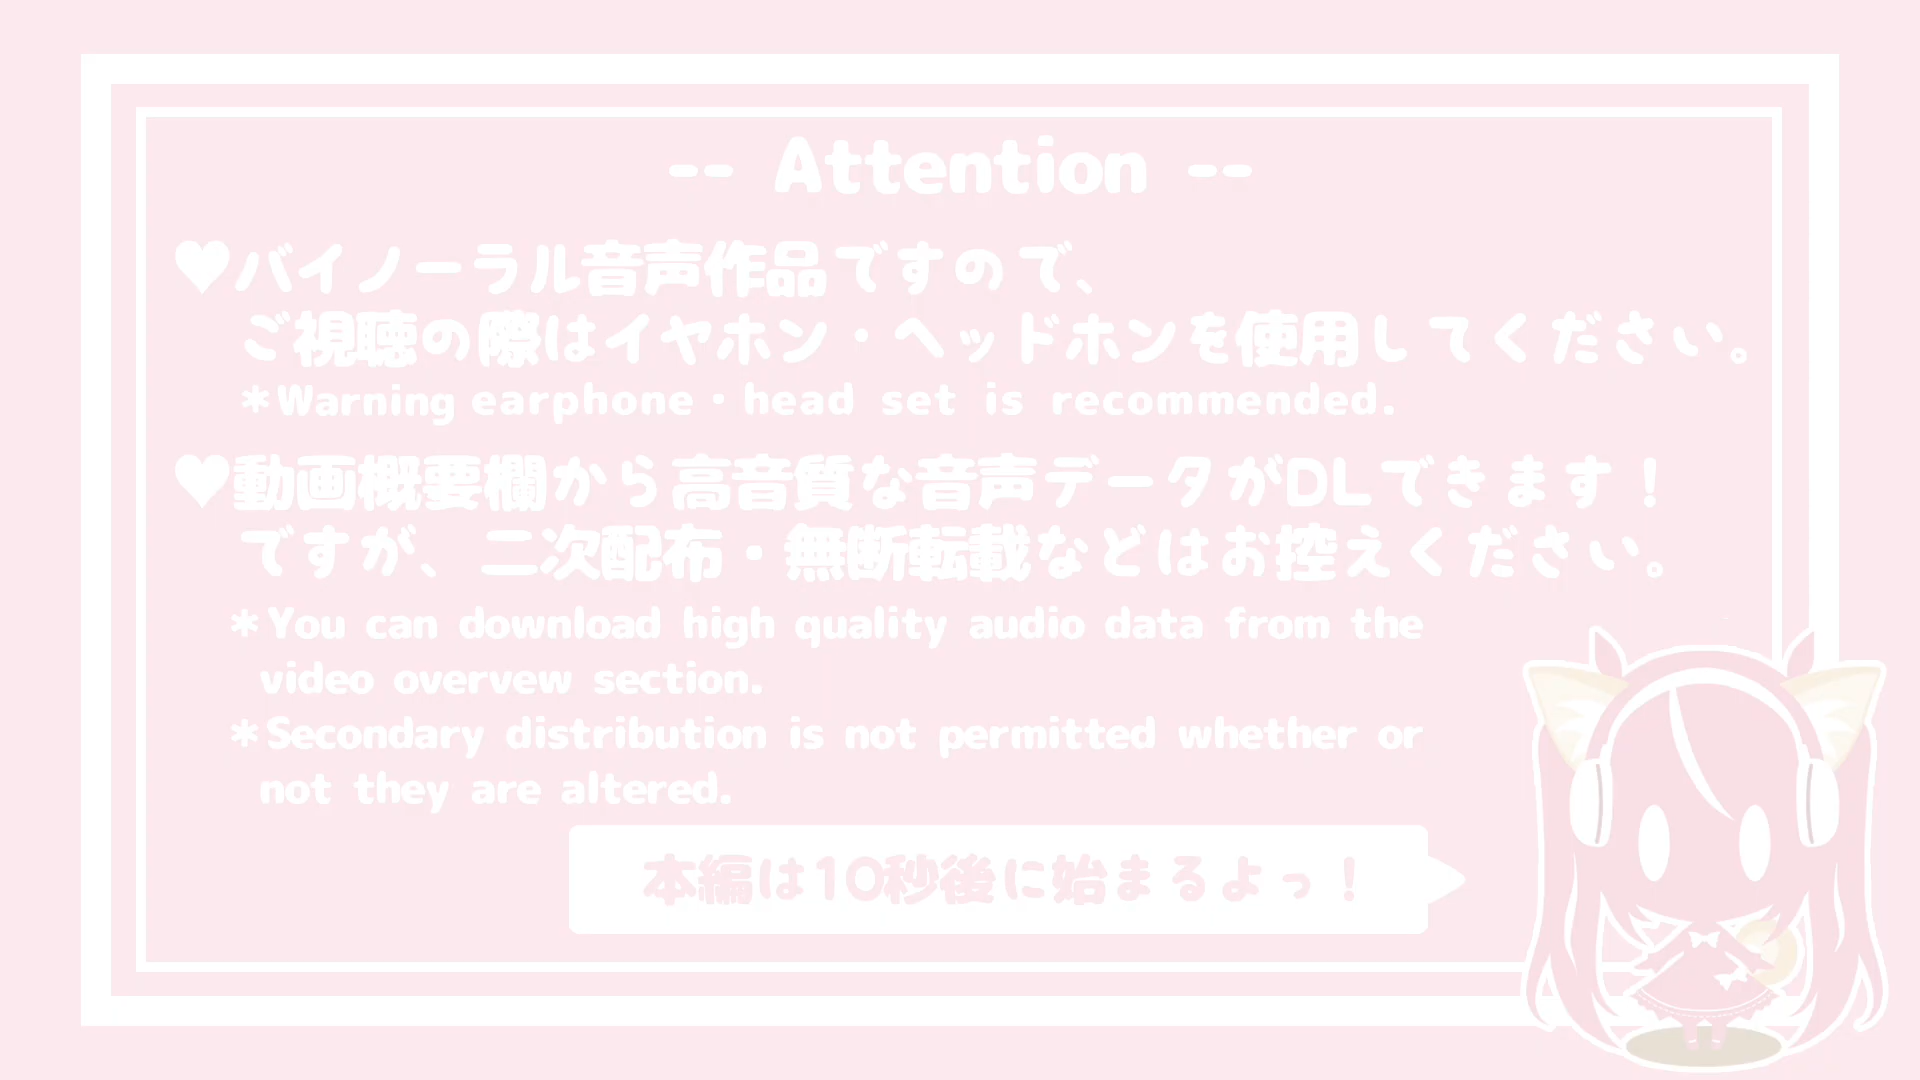 -- Attention --
♥バイノーラル音声作品ですので、
ご視聴の際はイヤホン・ヘッドホンを使用してください。
*Warning earphone・head set is recommended.
♥動画概要欄から高音質な音声データがDLできます！
ですが、二次配布・無断転載などはお控えください。
*You can download high quality audio data from the
video overvew section.
*Secondary distribution is not permitted whether or
not they are altered.
本編は10秒後に始まるよっ！